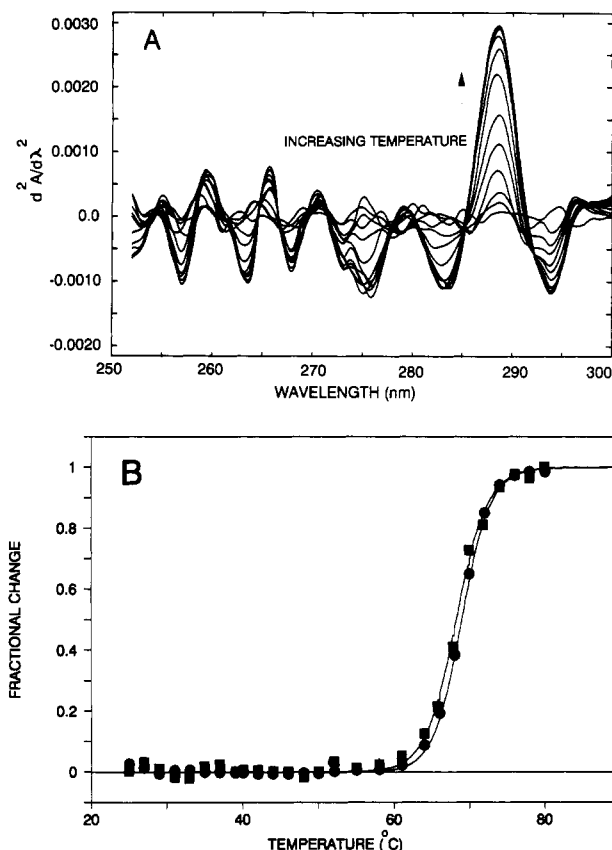 A
0.0030
0.0020
0.0010
0.0
-0.0010
-0.0020
d² A/dλ²
INCREASING TEMPERATURE
250 260 270 280 290 300
WAVELENGTH (nm)
B
1
0.8
0.6
0.4
0.2
0
FRACTIONAL CHANGE
20 40 60 80
TEMPERATURE (°C)